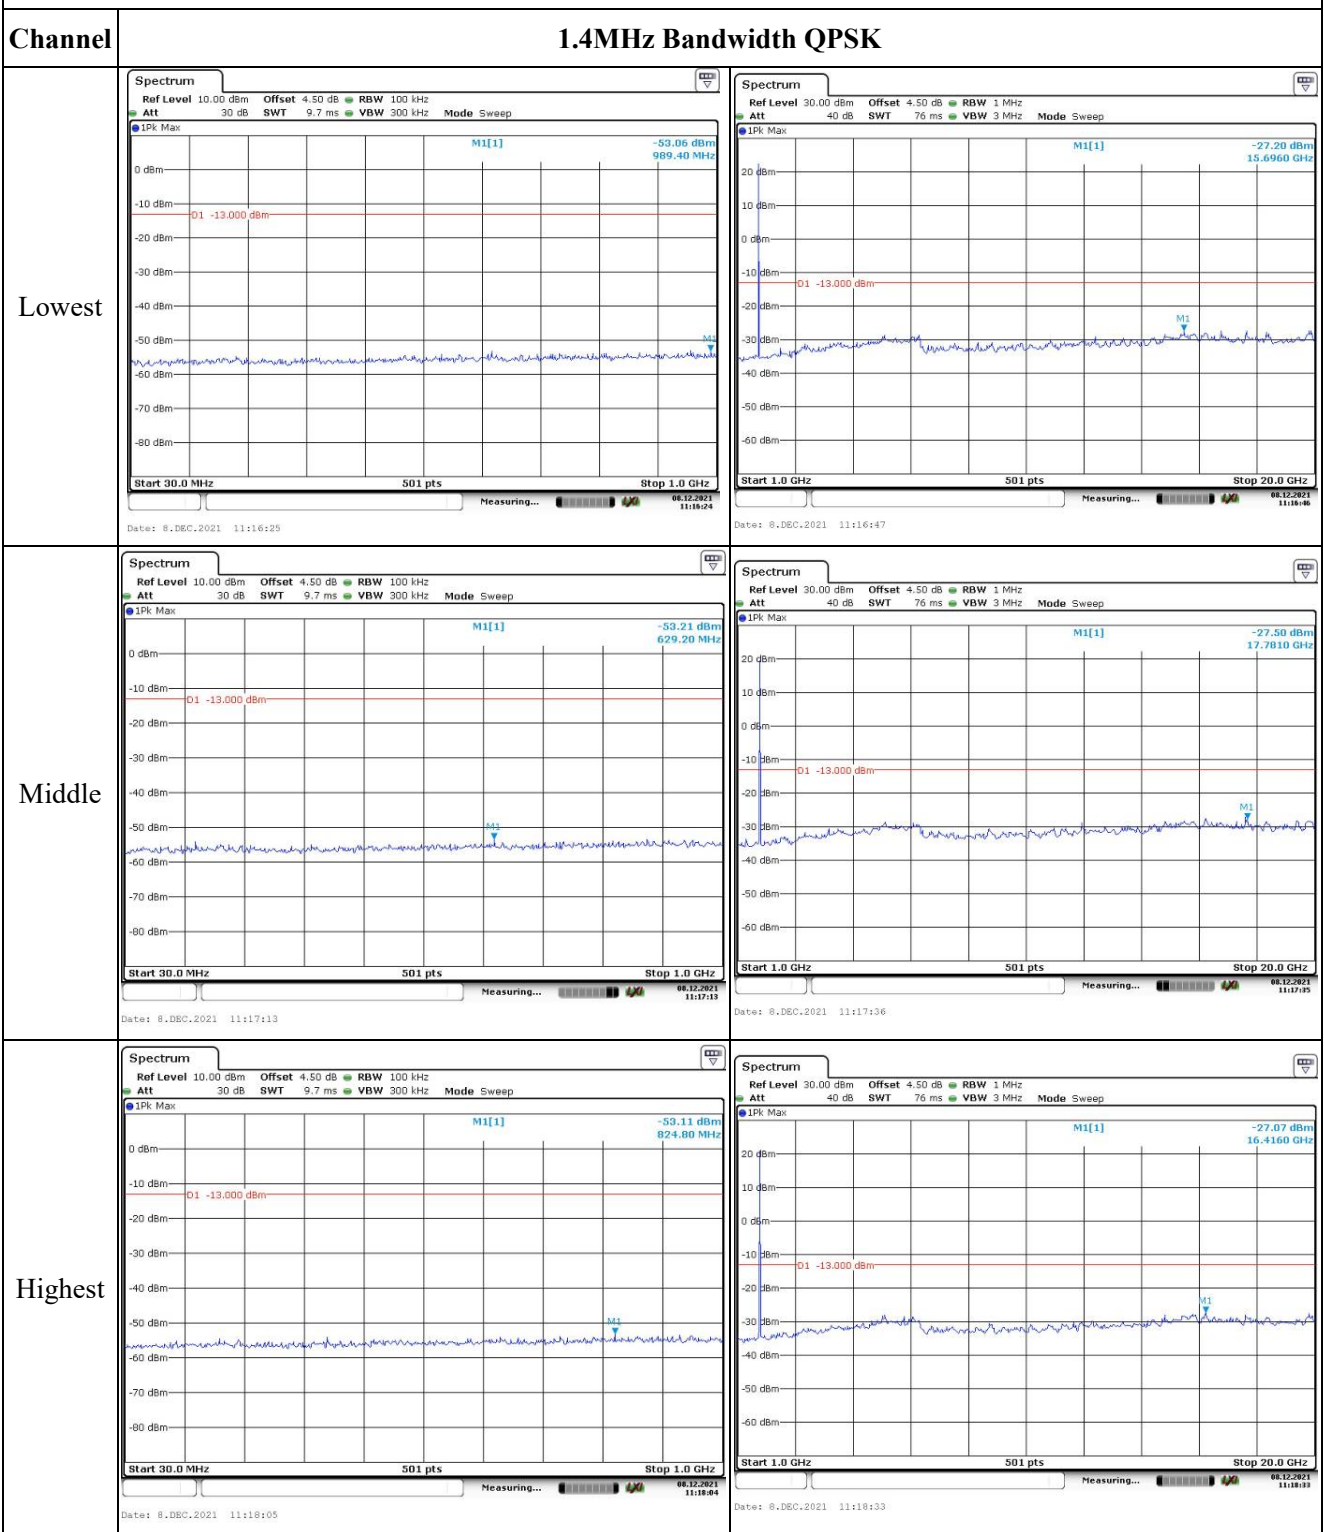 Channel 1.4MHz Bandwidth QPSK
Lowest
Spectrum
Ref Level 10.00 dBm Offset 4.50 dB RBW 100 kHz
Att 30 dB SWT 9.7 ms VBW 300 kHz Mode Sweep
1Pk Max
M1[1] -53.06 dBm
989.40 MHz
0 dBm
-10 dBm
D1 -13.000 dBm
-20 dBm
-30 dBm
-40 dBm
-50 dBm
M1
-60 dBm
-70 dBm
-80 dBm
Start 30.0 MHz 501 pts Stop 1.0 GHz
Measuring... 08.12.2021
11:16:24
Date: 8.DEC.2021 11:16:25
Spectrum
Ref Level 30.00 dBm Offset 4.50 dB RBW 1 MHz
Att 40 dB SWT 76 ms VBW 3 MHz Mode Sweep
1Pk Max
M1[1] -27.20 dBm
15.6960 GHz
20 dBm
10 dBm
0 dBm
-10 dBm
D1 -13.000 dBm
-20 dBm
M1
-30 dBm
-40 dBm
-50 dBm
-60 dBm
Start 1.0 GHz 501 pts Stop 20.0 GHz
Measuring... 08.12.2021
11:16:46
Date: 8.DEC.2021 11:16:47
Middle
Spectrum
Ref Level 10.00 dBm Offset 4.50 dB RBW 100 kHz
Att 30 dB SWT 9.7 ms VBW 300 kHz Mode Sweep
1Pk Max
M1[1] -53.21 dBm
629.20 MHz
0 dBm
-10 dBm
D1 -13.000 dBm
-20 dBm
-30 dBm
-40 dBm
-50 dBm
M1
-60 dBm
-70 dBm
-80 dBm
Start 30.0 MHz 501 pts Stop 1.0 GHz
Measuring... 08.12.2021
11:17:13
Date: 8.DEC.2021 11:17:13
Spectrum
Ref Level 30.00 dBm Offset 4.50 dB RBW 1 MHz
Att 40 dB SWT 76 ms VBW 3 MHz Mode Sweep
1Pk Max
M1[1] -27.50 dBm
17.7810 GHz
20 dBm
10 dBm
0 dBm
-10 dBm
D1 -13.000 dBm
-20 dBm
M1
-30 dBm
-40 dBm
-50 dBm
-60 dBm
Start 1.0 GHz 501 pts Stop 20.0 GHz
Measuring... 08.12.2021
11:17:35
Date: 8.DEC.2021 11:17:36
Highest
Spectrum
Ref Level 10.00 dBm Offset 4.50 dB RBW 100 kHz
Att 30 dB SWT 9.7 ms VBW 300 kHz Mode Sweep
1Pk Max
M1[1] -53.11 dBm
824.80 MHz
0 dBm
-10 dBm
D1 -13.000 dBm
-20 dBm
-30 dBm
-40 dBm
-50 dBm
M1
-60 dBm
-70 dBm
-80 dBm
Start 30.0 MHz 501 pts Stop 1.0 GHz
Measuring... 08.12.2021
11:18:04
Date: 8.DEC.2021 11:18:05
Spectrum
Ref Level 30.00 dBm Offset 4.50 dB RBW 1 MHz
Att 40 dB SWT 76 ms VBW 3 MHz Mode Sweep
1Pk Max
M1[1] -27.07 dBm
16.4160 GHz
20 dBm
10 dBm
0 dBm
-10 dBm
D1 -13.000 dBm
-20 dBm
M1
-30 dBm
-40 dBm
-50 dBm
-60 dBm
Start 1.0 GHz 501 pts Stop 20.0 GHz
Measuring... 08.12.2021
11:18:33
Date: 8.DEC.2021 11:18:33